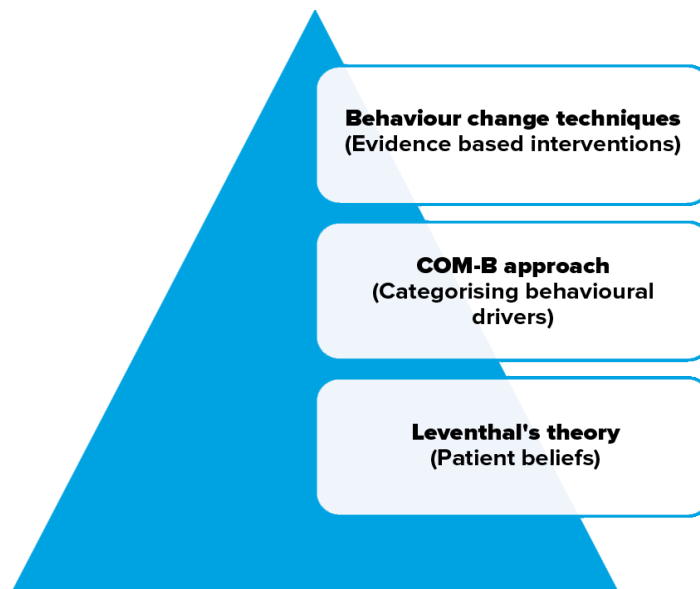 Behaviour change techniques
(Evidence based interventions)
COM-B approach
(Categorising behavioural
drivers)
Leventhal's theory
(Patient beliefs)